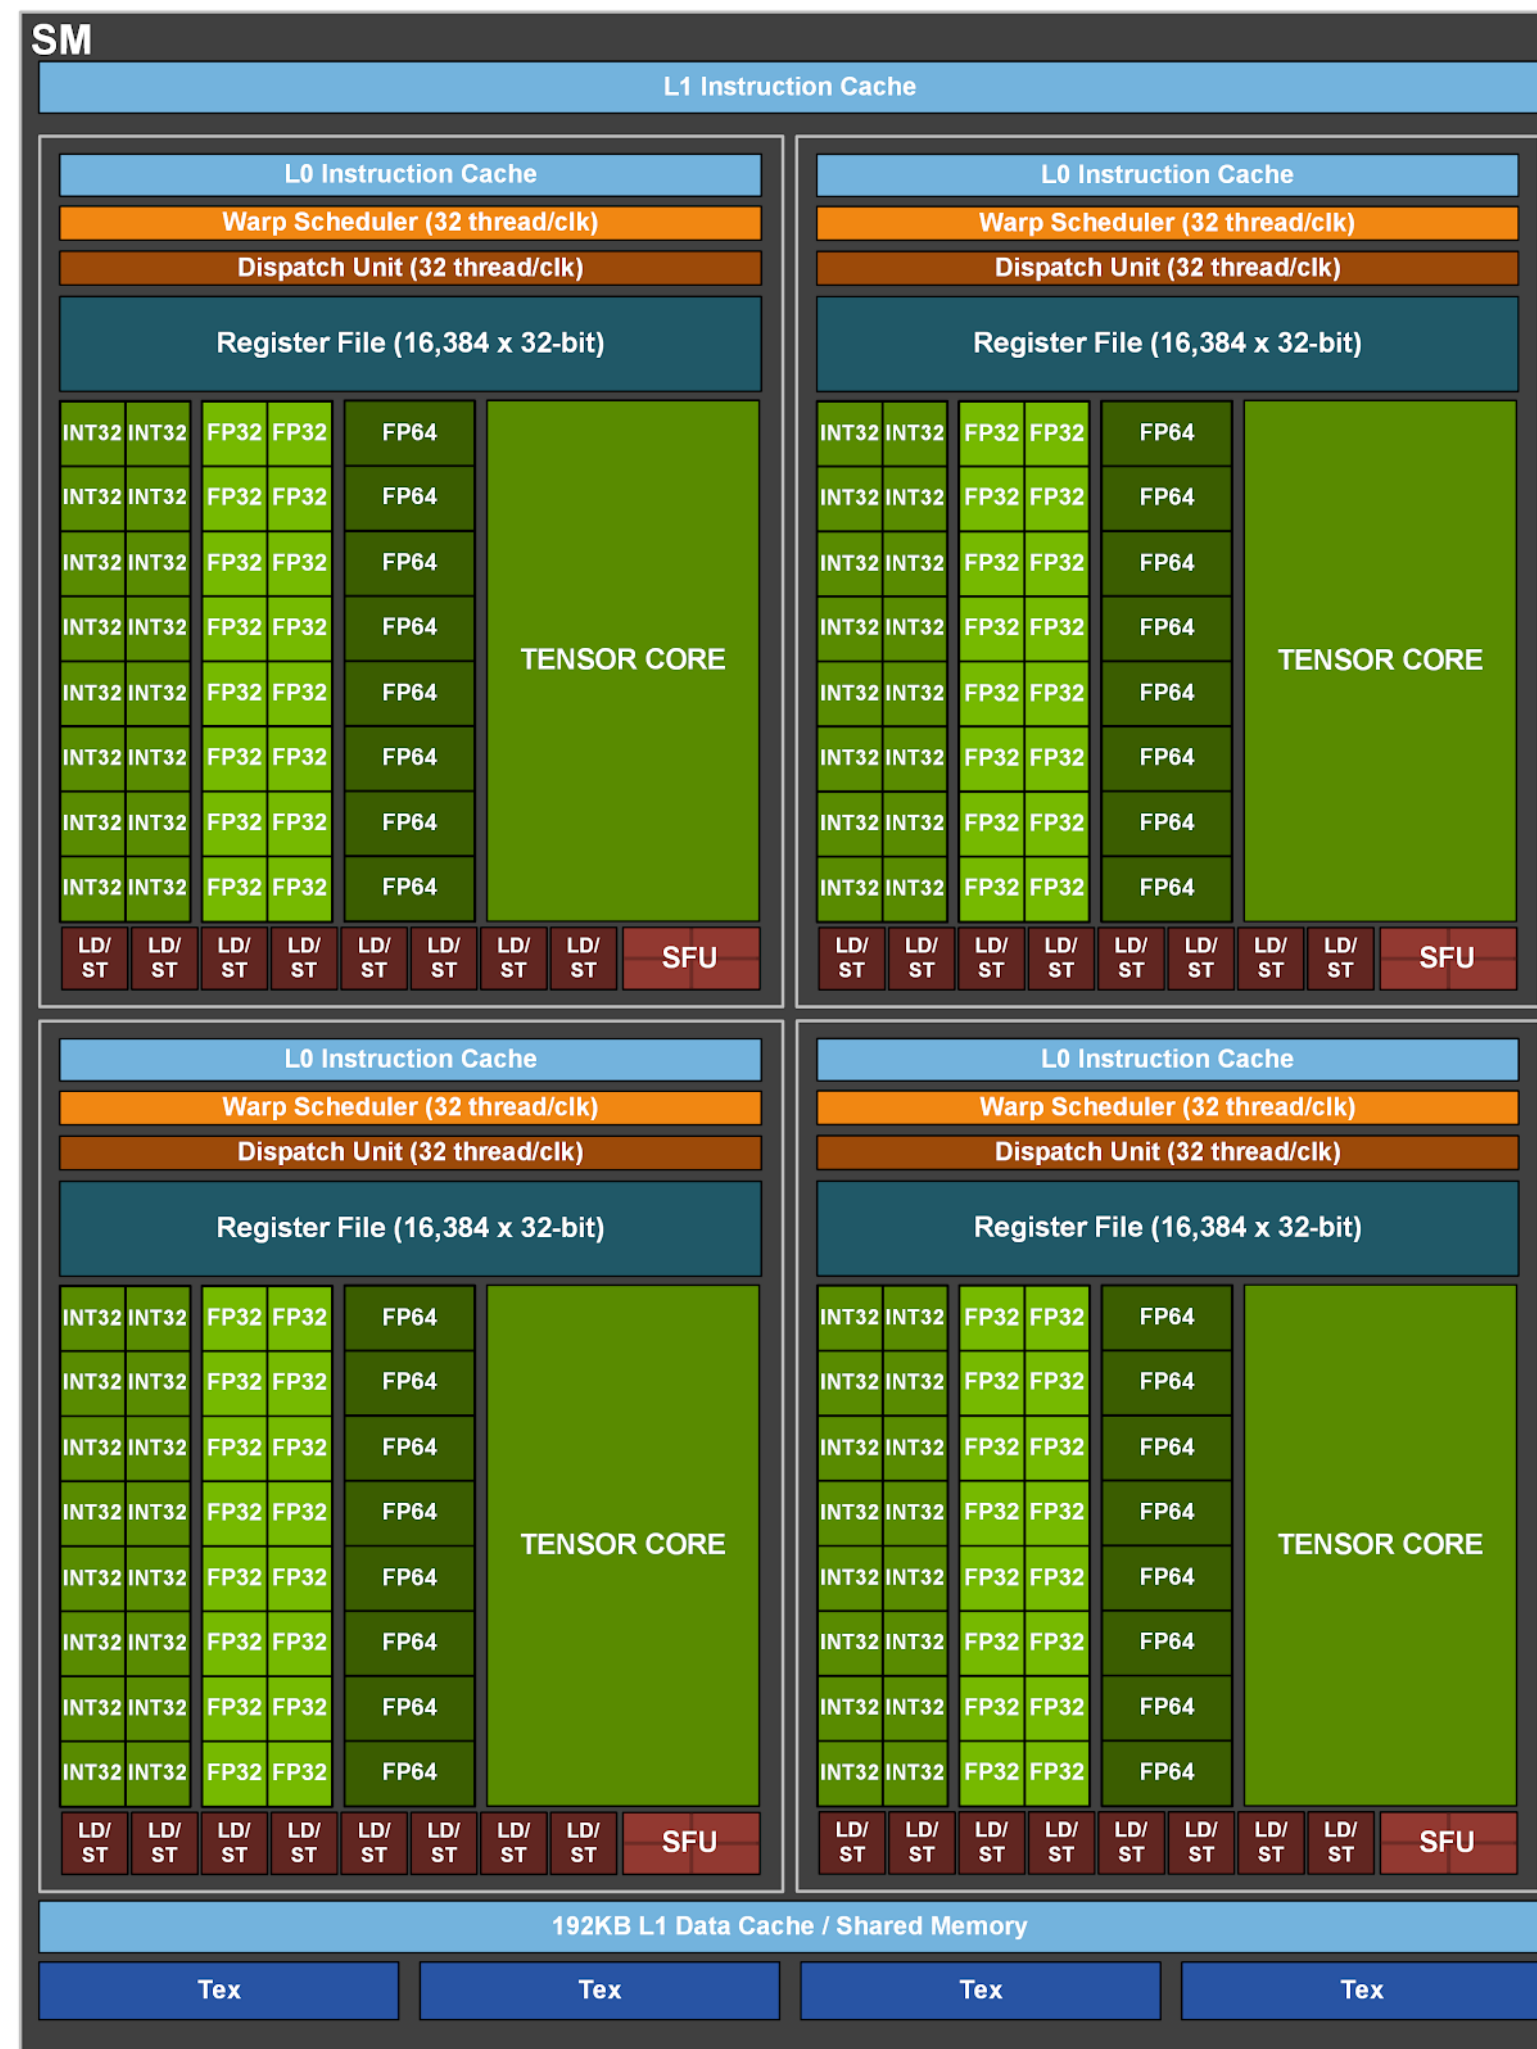 SM
L1 Instruction Cache
L0 Instruction Cache L0 Instruction Cache
Warp Scheduler (32 thread/clk) Warp Scheduler (32 thread/clk)
Dispatch Unit (32 thread/clk) Dispatch Unit (32 thread/clk)
Register File (16,384 x 32-bit) Register File (16,384 x 32-bit)
INT32 INT32 FP32 FP32 FP64 INT32 INT32 FP32 FP32 FP64
INT32 INT32 FP32 FP32 FP64 INT32 INT32 FP32 FP32 FP64
INT32 INT32 FP32 FP32 FP64 INT32 INT32 FP32 FP32 FP64
INT32 INT32 FP32 FP32 FP64 INT32 INT32 FP32 FP32 FP64
TENSOR CORE TENSOR CORE
INT32 INT32 FP32 FP32 FP64 INT32 INT32 FP32 FP32 FP64
INT32 INT32 FP32 FP32 FP64 INT32 INT32 FP32 FP32 FP64
INT32 INT32 FP32 FP32 FP64 INT32 INT32 FP32 FP32 FP64
INT32 INT32 FP32 FP32 FP64 INT32 INT32 FP32 FP32 FP64
LD/ LD/ LD/ LD/ LD/ LD/ LD/ LD/ SFU LD/ LD/ LD/ LD/ LD/ LD/ LD/ LD/ SFU
ST ST ST ST ST ST ST ST ST ST ST ST ST ST ST ST
L0 Instruction Cache L0 Instruction Cache
Warp Scheduler (32 thread/clk) Warp Scheduler (32 thread/clk)
Dispatch Unit (32 thread/clk) Dispatch Unit (32 thread/clk)
Register File (16,384 x 32-bit) Register File (16,384 x 32-bit)
INT32 INT32 FP32 FP32 FP64 INT32 INT32 FP32 FP32 FP64
INT32 INT32 FP32 FP32 FP64 INT32 INT32 FP32 FP32 FP64
INT32 INT32 FP32 FP32 FP64 INT32 INT32 FP32 FP32 FP64
INT32 INT32 FP32 FP32 FP64 INT32 INT32 FP32 FP32 FP64
TENSOR CORE TENSOR CORE
INT32 INT32 FP32 FP32 FP64 INT32 INT32 FP32 FP32 FP64
INT32 INT32 FP32 FP32 FP64 INT32 INT32 FP32 FP32 FP64
INT32 INT32 FP32 FP32 FP64 INT32 INT32 FP32 FP32 FP64
INT32 INT32 FP32 FP32 FP64 INT32 INT32 FP32 FP32 FP64
LD/ LD/ LD/ LD/ LD/ LD/ LD/ LD/ SFU LD/ LD/ LD/ LD/ LD/ LD/ LD/ LD/ SFU
ST ST ST ST ST ST ST ST ST ST ST ST ST ST ST ST
192KB L1 Data Cache / Shared Memory
Tex Tex Tex Tex